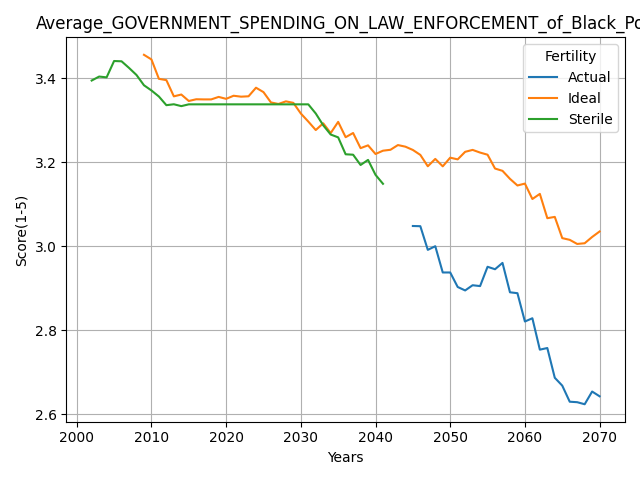 Average_GOVERNMENT_SPENDING_ON_LAW_ENFORCEMENT_of_Black_Po
Fertility
Actual
Ideal
Sterile
Score(1-5)
3.4
3.2
3.0
2.8
2.6
2000 2010 2020 2030 2040 2050 2060 2070
Years